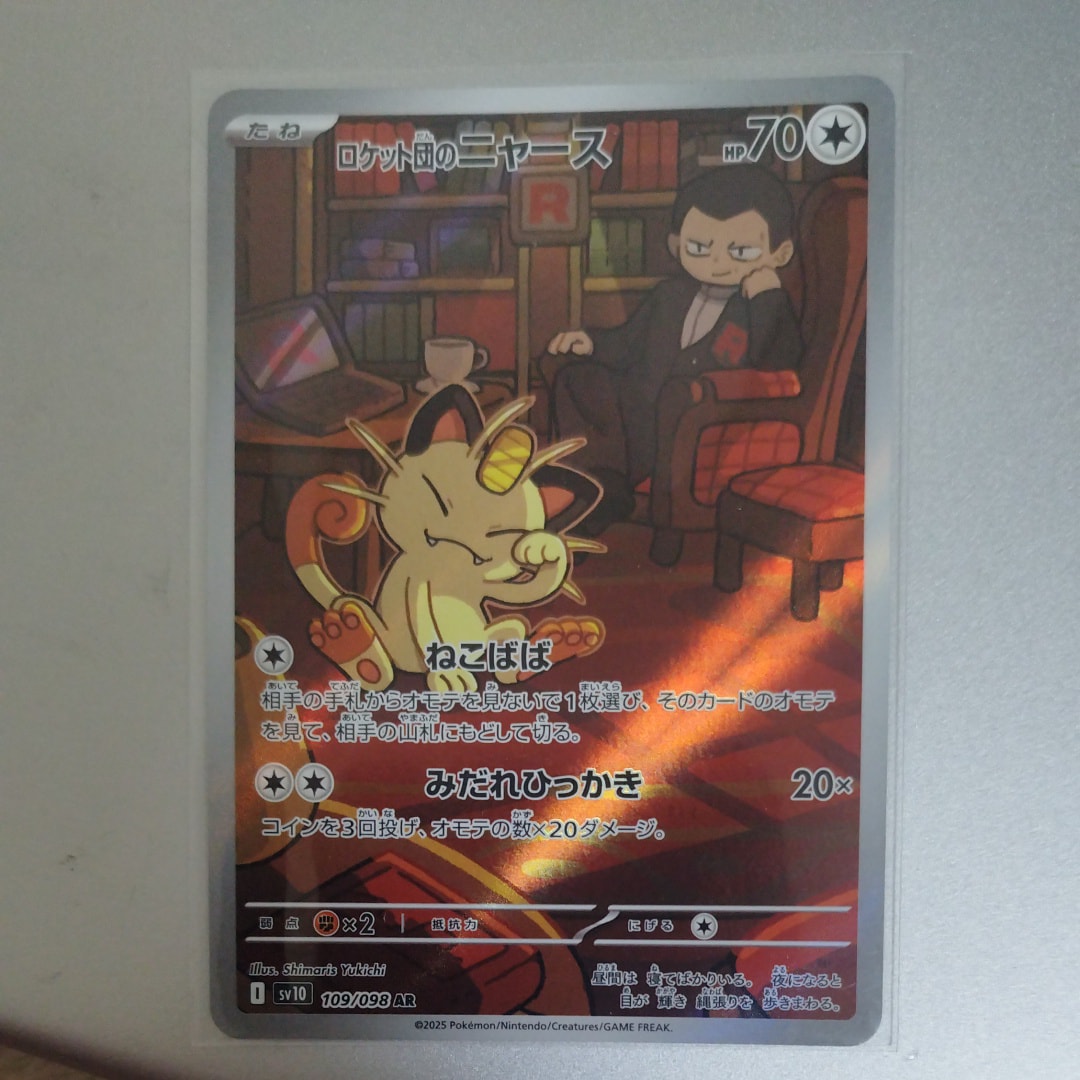 たね
ロケット団のニャース
HP70
R
R
ねこばば
相手の手札からオモテを見ないで1枚選び、そのカードのオモテ
を見て、相手の山札にもどして切る。
みだれひっかき 20×
コインを3回投げ、オモテの数×20ダメージ。
弱点 ×2 抵抗力 にげる
Illus. Shimaris Yukichi
I sv10 109/098 AR
昼間は 寝てばかりいる。 夜になると
目が 輝き 縄張りを 歩きまわる。
©2025 Pokémon/Nintendo/Creatures/GAME FREAK.